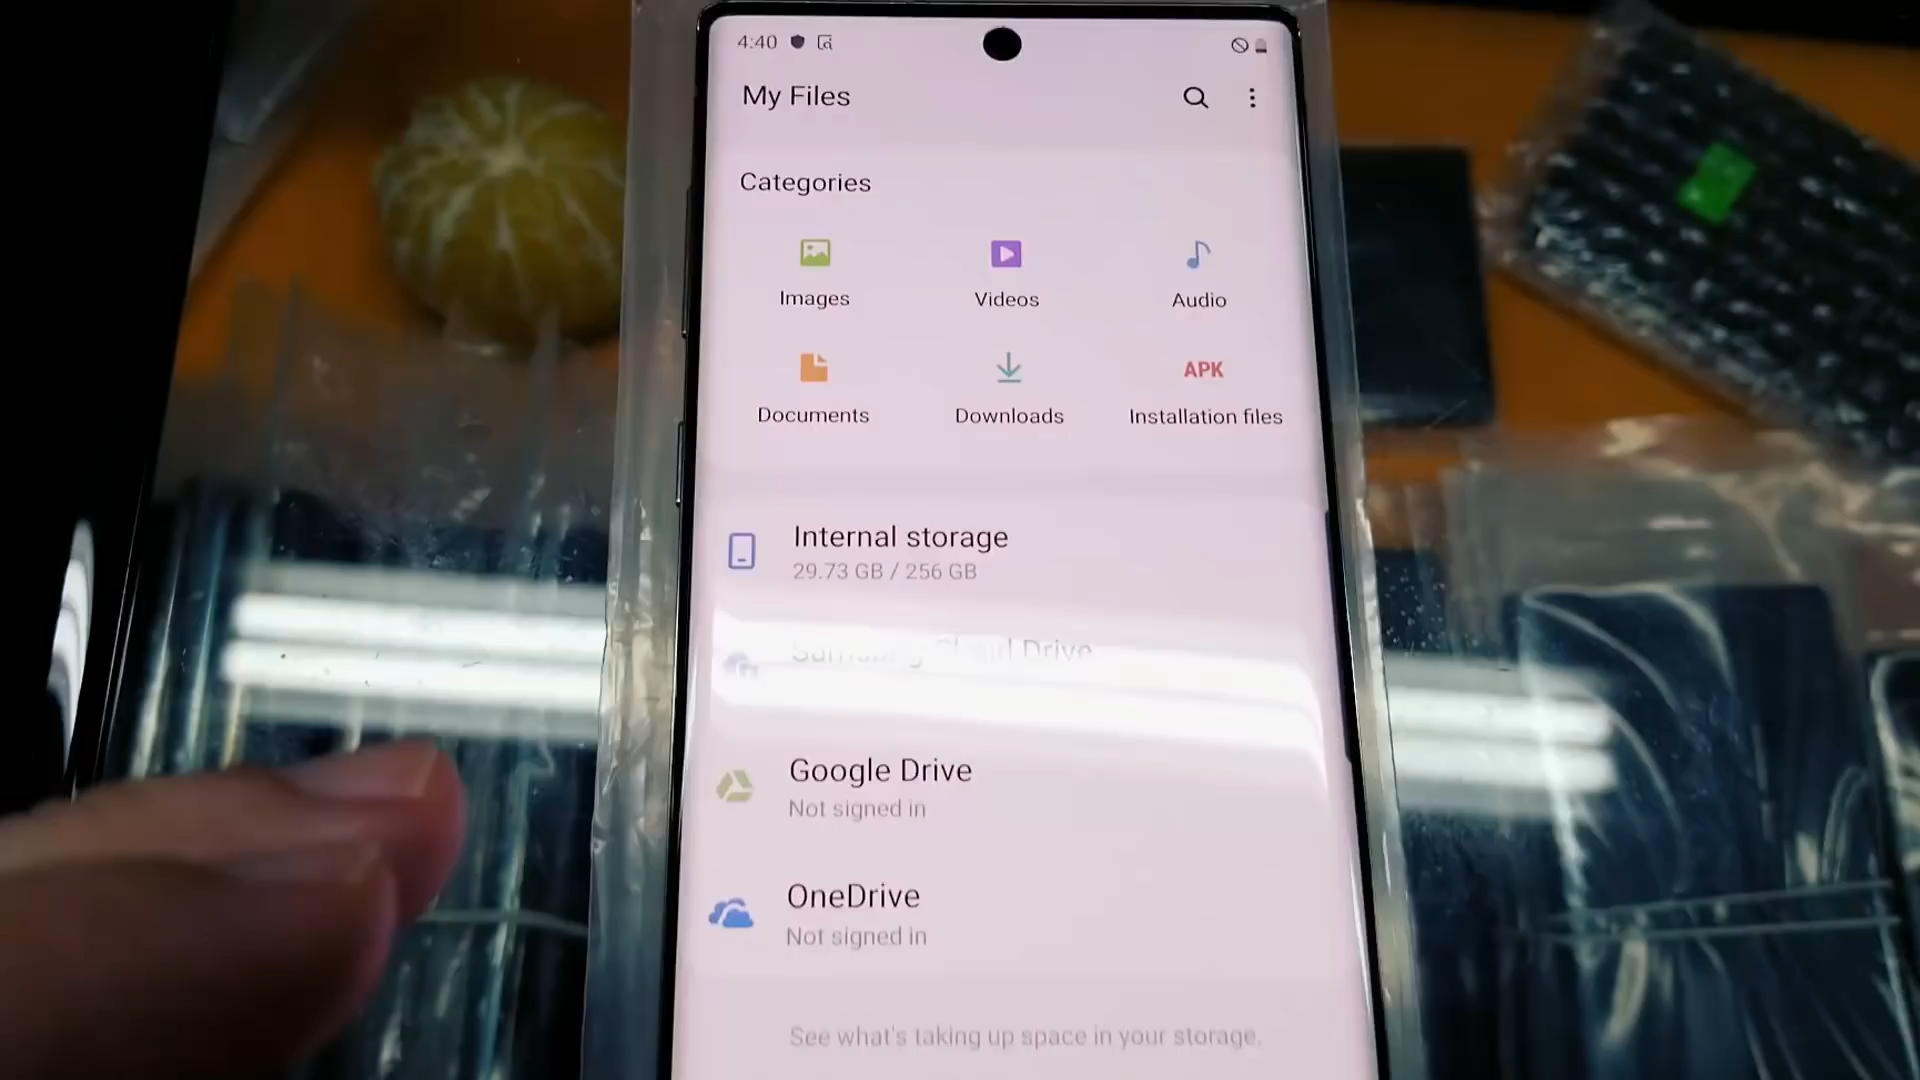 4:40
My Files
Categories
Images
Videos
Audio
Documents
Downloads
APK
Installation files
Internal storage
29.73 GB / 256 GB
Samsung Cloud Drive
Google Drive
Not signed in
OneDrive
Not signed in
See what's taking up space in your storage.